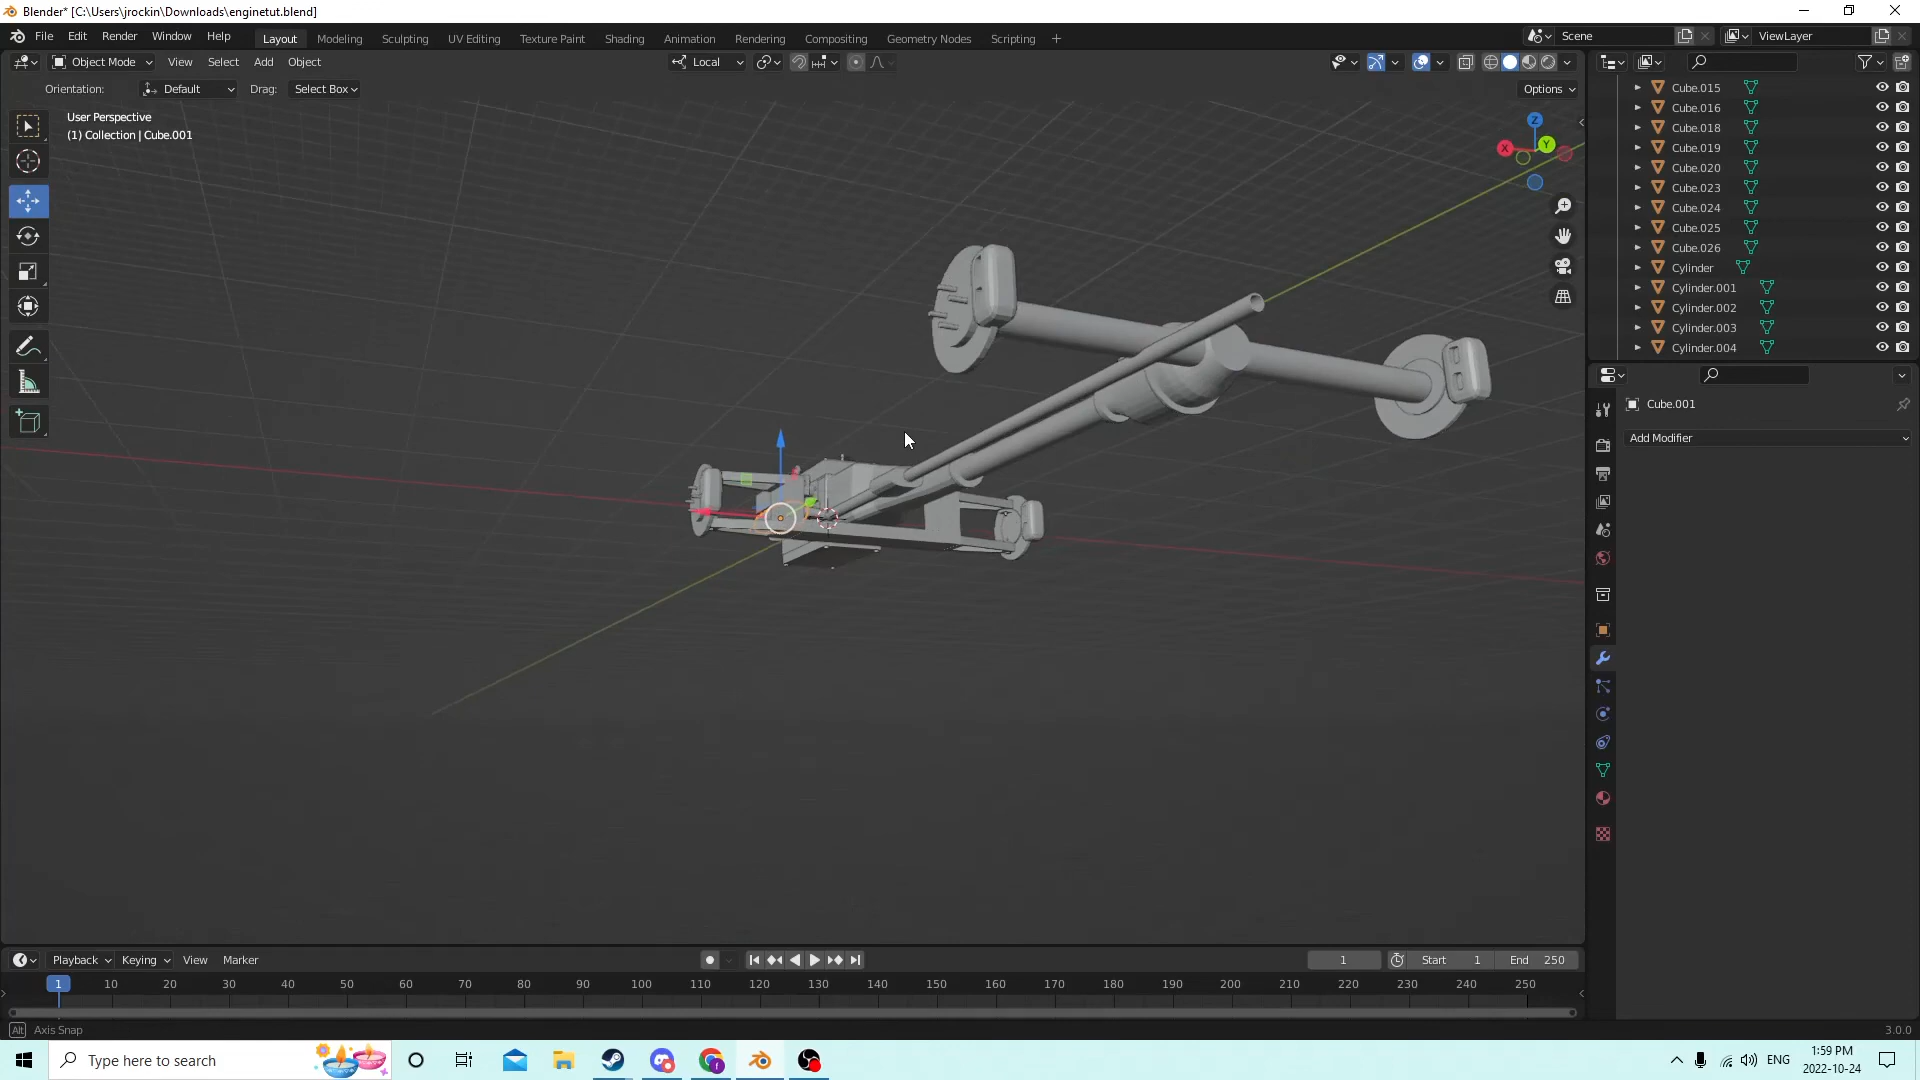 Blender* [C:\Users\jrockin\Downloads\enginetut.blend]
File Edit Render Window Help Layout Modeling Sculpting UV Editing Texture Paint Shading Animation Rendering Compositing Geometry Nodes Scripting + Scene ViewLayer
Object Mode View Select Add Object Local
Orientation: Default Drag: Select Box Options
User Perspective
(1) Collection | Cube.001
Z
X
Y
Cube.015
Cube.016
Cube.018
Cube.019
Cube.020
Cube.023
Cube.024
Cube.025
Cube.026
Cylinder
Cylinder.001
Cylinder.002
Cylinder.003
Cylinder.004
Cube.001
Add Modifier
Playback Keying View Marker 1 Start 1 End 250
1 10 20 30 40 50 60 70 80 90 100 110 120 130 140 150 160 170 180 190 200 210 220 230 240 250
Alt Axis Snap 3.0.0
Type here to search ENG 1:59 PM
2022-10-24